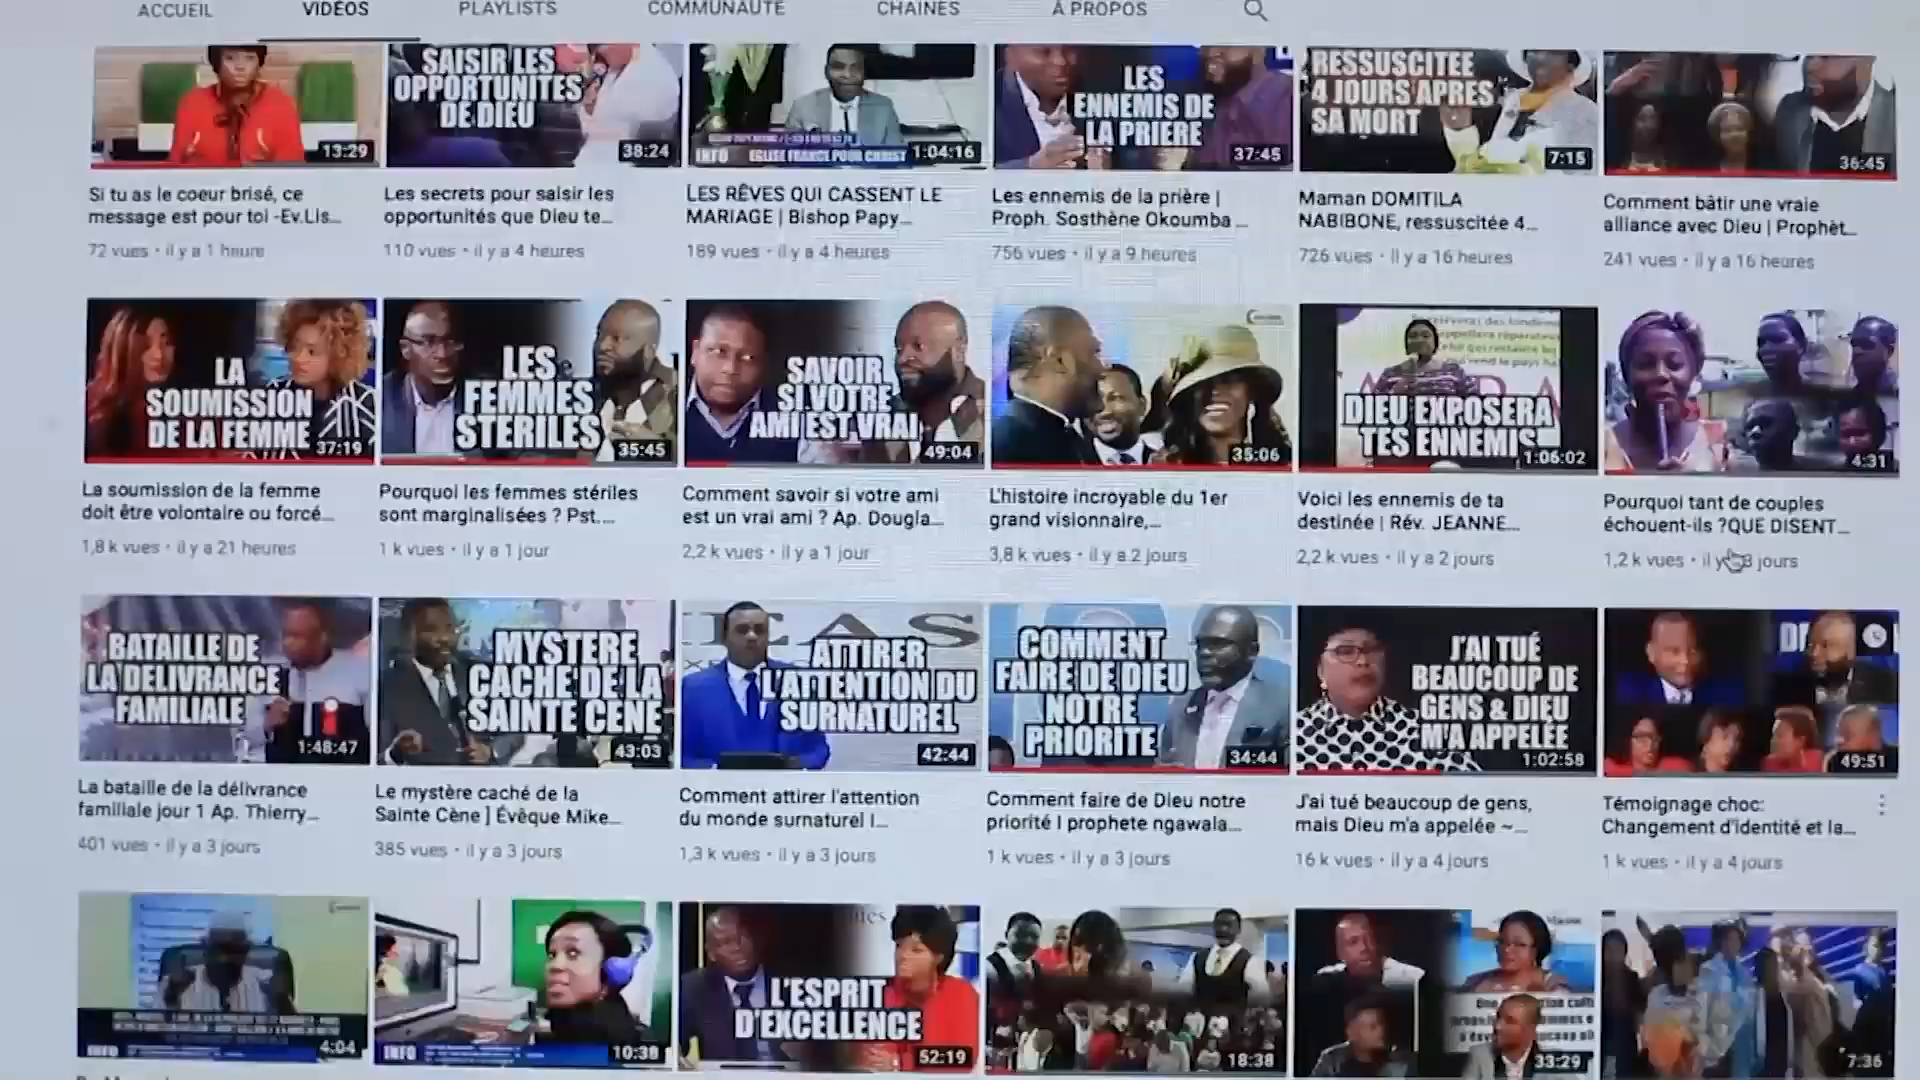 ACCUEIL VIDÉOS PLAYLISTS COMMUNAUTÉ CHAÎNES À PROPOS
SAISIR LES
OPPORTUNITES
DE DIEU
13:29
38:24
INFO EGLISE FRANCE POUR CHRIST
1:04:16
LES
ENNEMIS DE
LA PRIERE
37:45
RESSUSCITEE
4 JOURS APRES
SA MORT
7:15
36:45
Si tu as le coeur brisé, ce
message est pour toi -Ev.Lis...
72 vues • il y a 1 heure
Les secrets pour saisir les
opportunités que Dieu te...
110 vues • il y a 4 heures
LES RÊVES QUI CASSENT LE
MARIAGE | Bishop Papy...
189 vues • il y a 4 heures
Les ennemis de la prière |
Proph. Sosthène Okoumba ...
756 vues • il y a 9 heures
Maman DOMITILA
NABIBONE, ressuscitée 4...
726 vues • il y a 16 heures
Comment bâtir une vraie
alliance avec Dieu | Prophèt...
241 vues • il y a 16 heures
LA
SOUMISSION
DE LA FEMME
37:19
LES
FEMMES
STERILES
35:45
SAVOIR
SI VOTRE
AMI EST VRAI
49:04
35:06
DIEU EXPOSERA
TES ENNEMIS
1:06:02
4:31
La soumission de la femme
doit être volontaire ou forcé...
1,8 k vues • il y a 21 heures
Pourquoi les femmes stériles
sont marginalisées ? Pst....
1 k vues • il y a 1 jour
Comment savoir si votre ami
est un vrai ami ? Ap. Dougla...
2,2 k vues • il y a 1 jour
L'histoire incroyable du 1er
grand visionnaire,...
3,8 k vues • il y a 2 jours
Voici les ennemis de ta
destinée | Rév. JEANNE...
2,2 k vues • il y a 2 jours
Pourquoi tant de couples
échouent-ils ?QUE DISENT...
1,2 k vues • il y 3 jours
BATAILLE DE
LA DELIVRANCE
FAMILIALE
1:48:47
MYSTERE
CACHE DE LA
SAINTE CENE
43:03
ATTIRER
L'ATTENTION DU
SURNATUREL
42:44
COMMENT
FAIRE DE DIEU
NOTRE
PRIORITE
34:44
J'AI TUÉ
BEAUCOUP DE
GENS & DIEU
M'A APPELÉE
1:02:58
49:51
La bataille de la délivrance
familiale jour 1 Ap. Thierry...
401 vues • il y a 3 jours
Le mystère caché de la
Sainte Cène ] Évêque Mike...
385 vues • il y a 3 jours
Comment attirer l'attention
du monde surnaturel I...
1,3 k vues • il y a 3 jours
Comment faire de Dieu notre
priorité I prophete ngawala...
1 k vues • il y a 3 jours
J'ai tué beaucoup de gens,
mais Dieu m'a appelée ~...
16 k vues • il y a 4 jours
Témoignage choc:
Changement d'identité et la...
1 k vues • il y a 4 jours
INFO
4:04
INFO
10:38
L'ESPRIT
D'EXCELLENCE
52:19
18:38
33:29
7:36